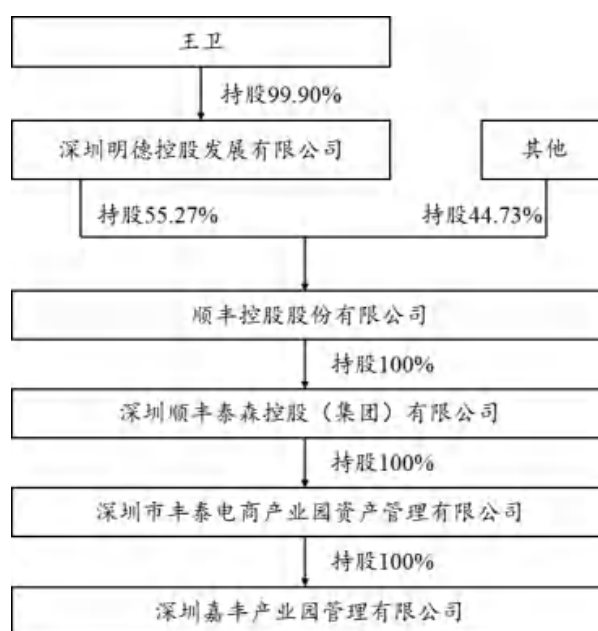 王卫
持股99.90%
深圳明德控股发展有限公司
其他
持股55.27%
持股44.73%
顺丰控股股份有限公司
持股100%
深圳顺丰泰森控股（集团）有限公司
持股100%
深圳市丰泰电商产业园资产管理有限公司
持股100%
深圳嘉丰产业园管理有限公司